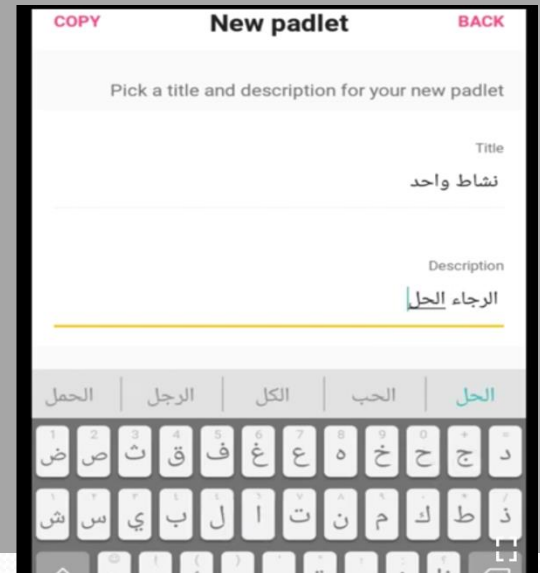 COPY New padlet BACK
Pick a title and description for your new padlet
Title
نشاط واحد
Description
الرجاء الحل
الحل الحب الكل الرجل الحمل
ض ص ث ق ف غ ع ه خ ح ج د
ش س ي ب ل ا ت ن م ك ط ذ